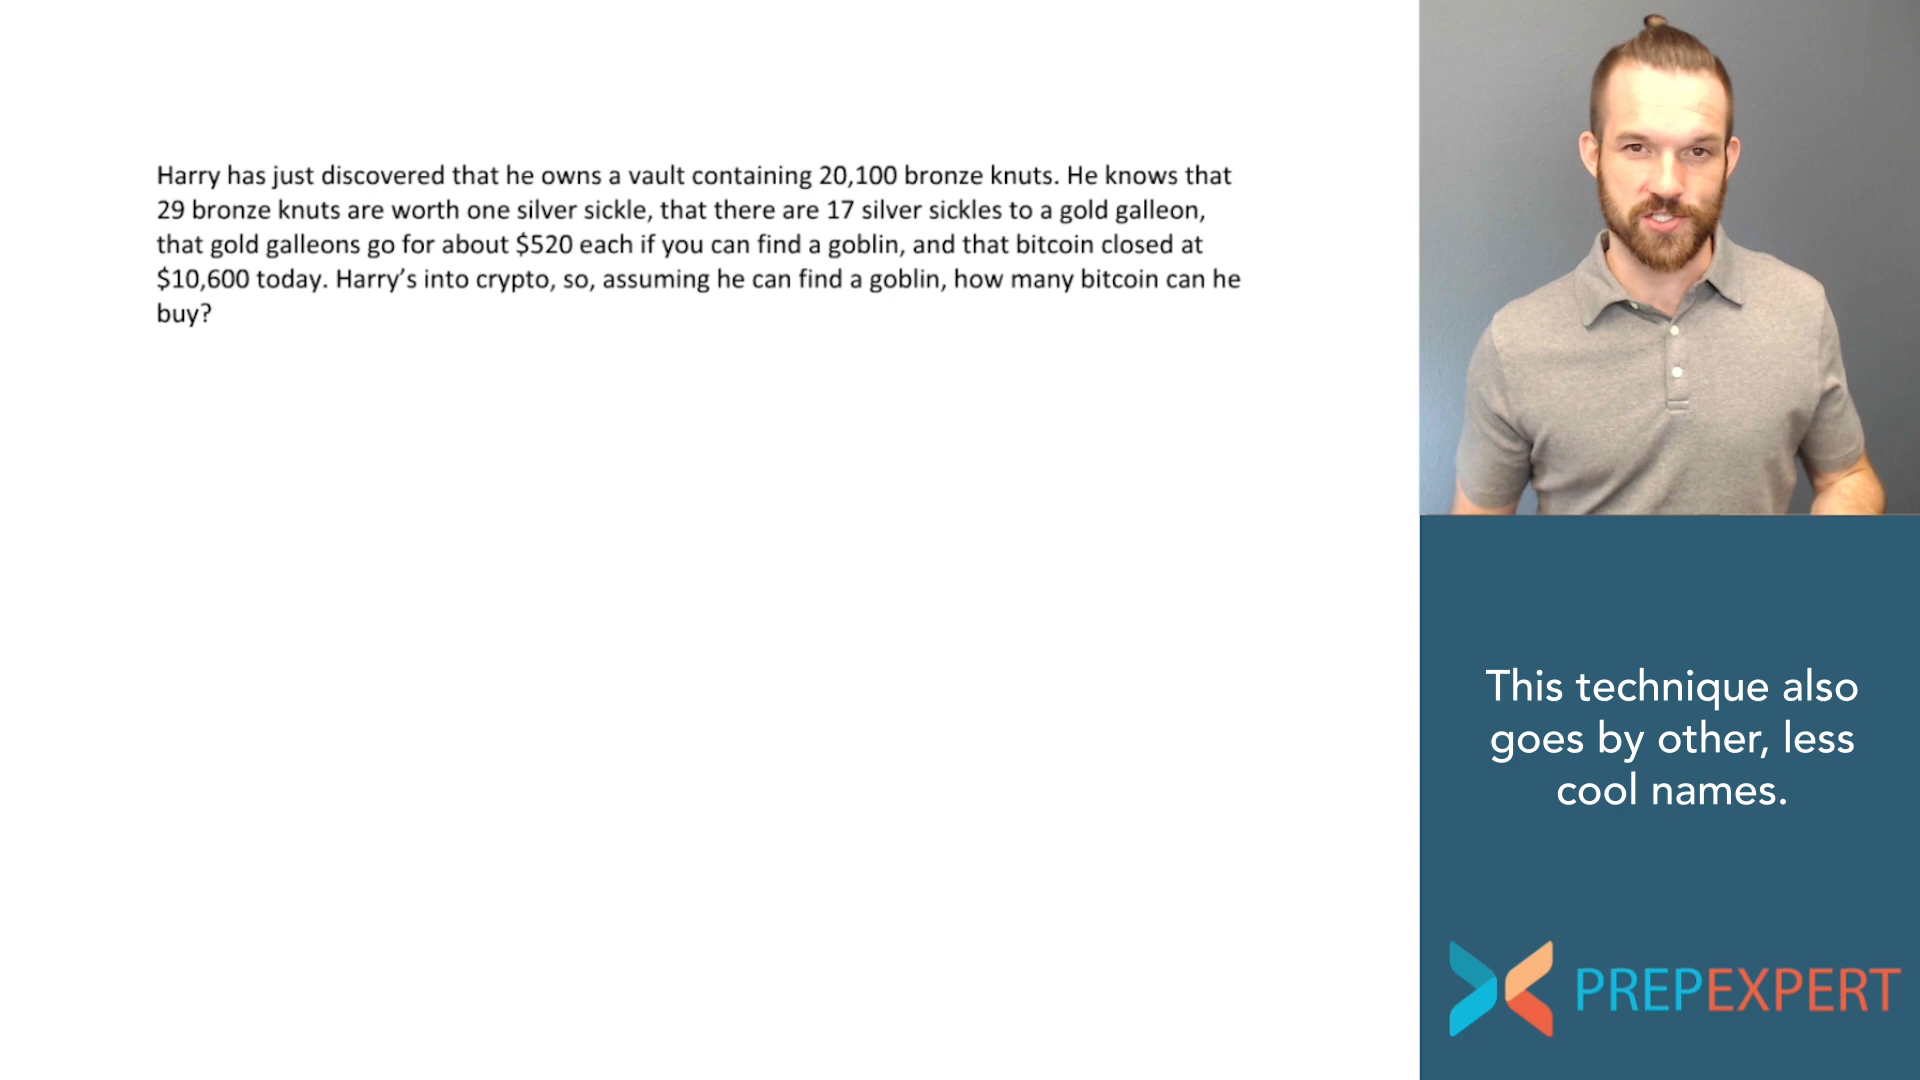 Harry has just discovered that he owns a vault containing 20,100 bronze knuts. He knows that
29 bronze knuts are worth one silver sickle, that there are 17 silver sickles to a gold galleon,
that gold galleons go for about $520 each if you can find a goblin, and that bitcoin closed at
$10,600 today. Harry’s into crypto, so, assuming he can find a goblin, how many bitcoin can he
buy?
This technique also
goes by other, less
cool names.
PREPEXPERT